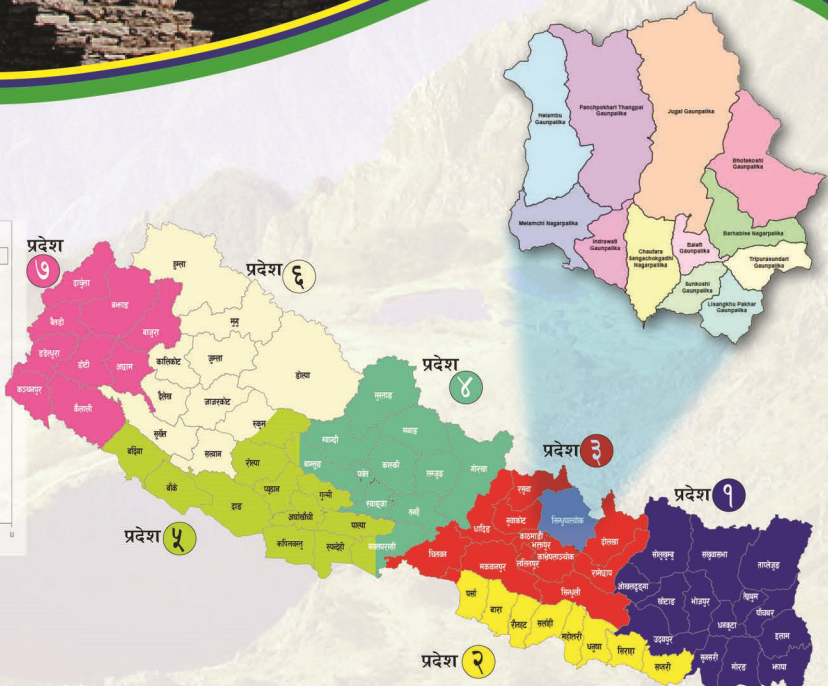 Helambu
Gaunpalika
Panchpokhari Thangpal
Gaunpalika
Jugal Gaunpalika
Bhotekoshi
Gaunpalika
Melamchi Nagarpalika
Indrawati
Gaunpalika
Chautara
Sangachokgadhi
Nagarpalika
Balefi
Gaunpalika
Barhabise Nagarpalika
Tripurasundari
Gaunpalika
Sunkoshi
Gaunpalika
Lisangkhu Pakhar
Gaunpalika
प्रदेश
७
दार्चुला
बझाङ
बैतडी
बाजुरा
डडेल्धुरा
डोटी
अछाम
कञ्चनपुर
कैलाली
प्रदेश ६
हुम्ला
मुगु
कालिकोट
जुम्ला
डोल्पा
दैलेख
जाजरकोट
रुकुम
सुर्खेत
सल्यान
प्रदेश
४
मुस्ताङ
मनाङ
म्याग्दी
बाग्लुङ
पर्वत
कास्की
लम्जुङ
गोरखा
स्याङ्जा
तनहुँ
नवलपरासी
प्रदेश ५
बर्दिया
बाँके
दाङ
रोल्पा
प्यूठान
गुल्मी
अर्घाखाँची
पाल्पा
कपिलवस्तु
रुपन्देही
प्रदेश
३
रसुवा
नुवाकोट
सिन्धुपाल्चोक
धादिङ
काठमाडौं
भक्तपुर
काभ्रेपलाञ्चोक
दोलखा
चितवन
मकवानपुर
ललितपुर
रामेछाप
सिन्धुली
प्रदेश १
सोलुखुम्बु
संखुवासभा
ताप्लेजुङ
ओखलढुङ्गा
खोटाङ
भोजपुर
तेह्रथुम
पाँचथर
धनकुटा
उदयपुर
इलाम
सुनसरी
मोरङ
झापा
प्रदेश २
पर्सा
बारा
रौतहट
सर्लाही
महोत्तरी
धनुषा
सिराहा
सप्तरी